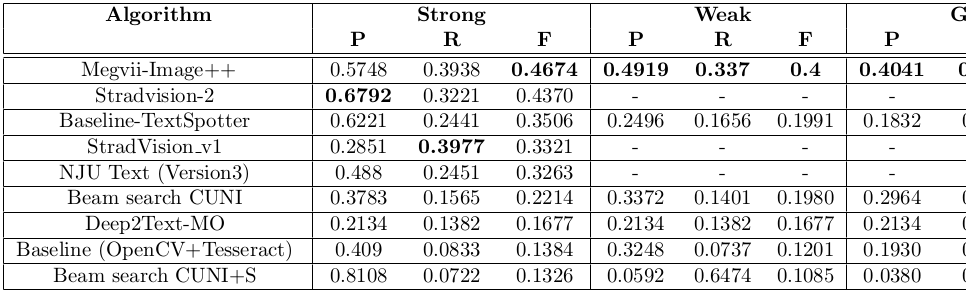 Algorithm Strong Weak G
P R F P R F P
Megvii-Image++ 0.5748 0.3938 0.4674 0.4919 0.337 0.4 0.4041
Stradvision-2 0.6792 0.3221 0.4370 - - - -
Baseline-TextSpotter 0.6221 0.2441 0.3506 0.2496 0.1656 0.1991 0.1832
StradVision_v1 0.2851 0.3977 0.3321 - - - -
NJU Text (Version3) 0.488 0.2451 0.3263 - - - -
Beam search CUNI 0.3783 0.1565 0.2214 0.3372 0.1401 0.1980 0.2964
Deep2Text-MO 0.2134 0.1382 0.1677 0.2134 0.1382 0.1677 0.2134
Baseline (OpenCV+Tesseract) 0.409 0.0833 0.1384 0.3248 0.0737 0.1201 0.1930
Beam search CUNI+S 0.8108 0.0722 0.1326 0.0592 0.6474 0.1085 0.0380